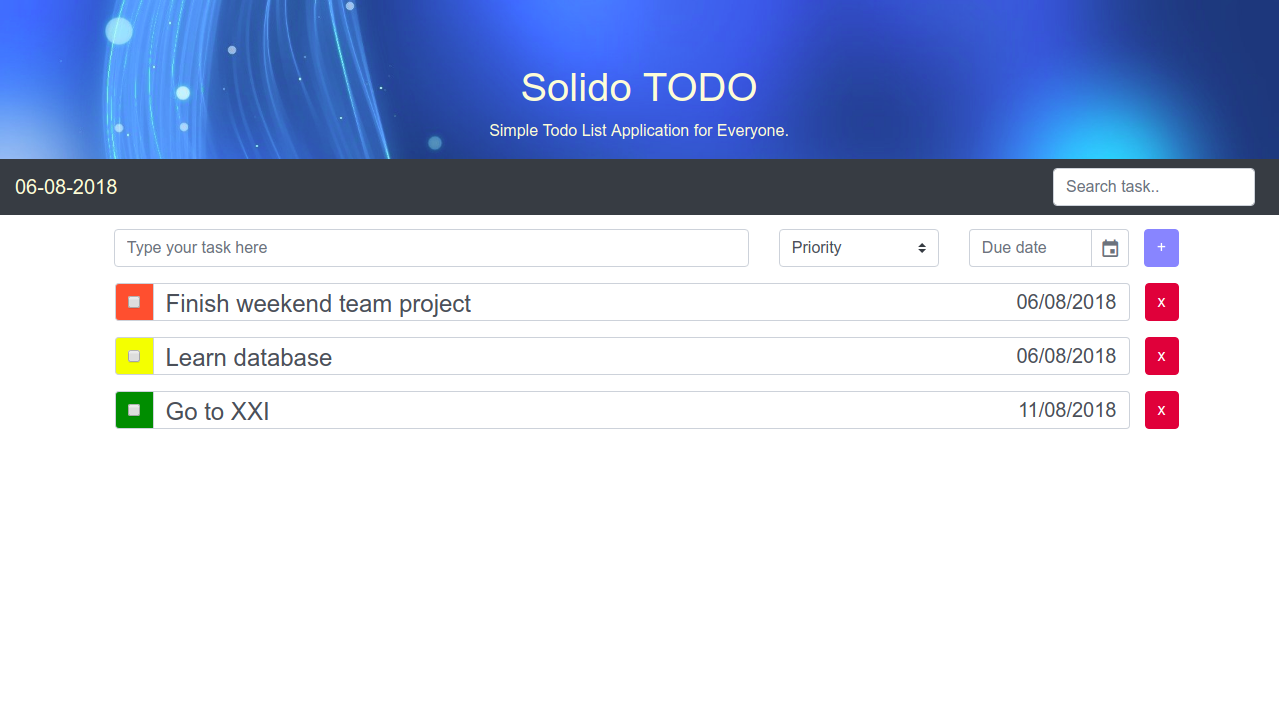 Solido TODO
Simple Todo List Application for Everyone.
06-08-2018
Search task..
Type your task here
Priority
Due date
+
Finish weekend team project
06/08/2018
x
Learn database
06/08/2018
x
Go to XXI
11/08/2018
x